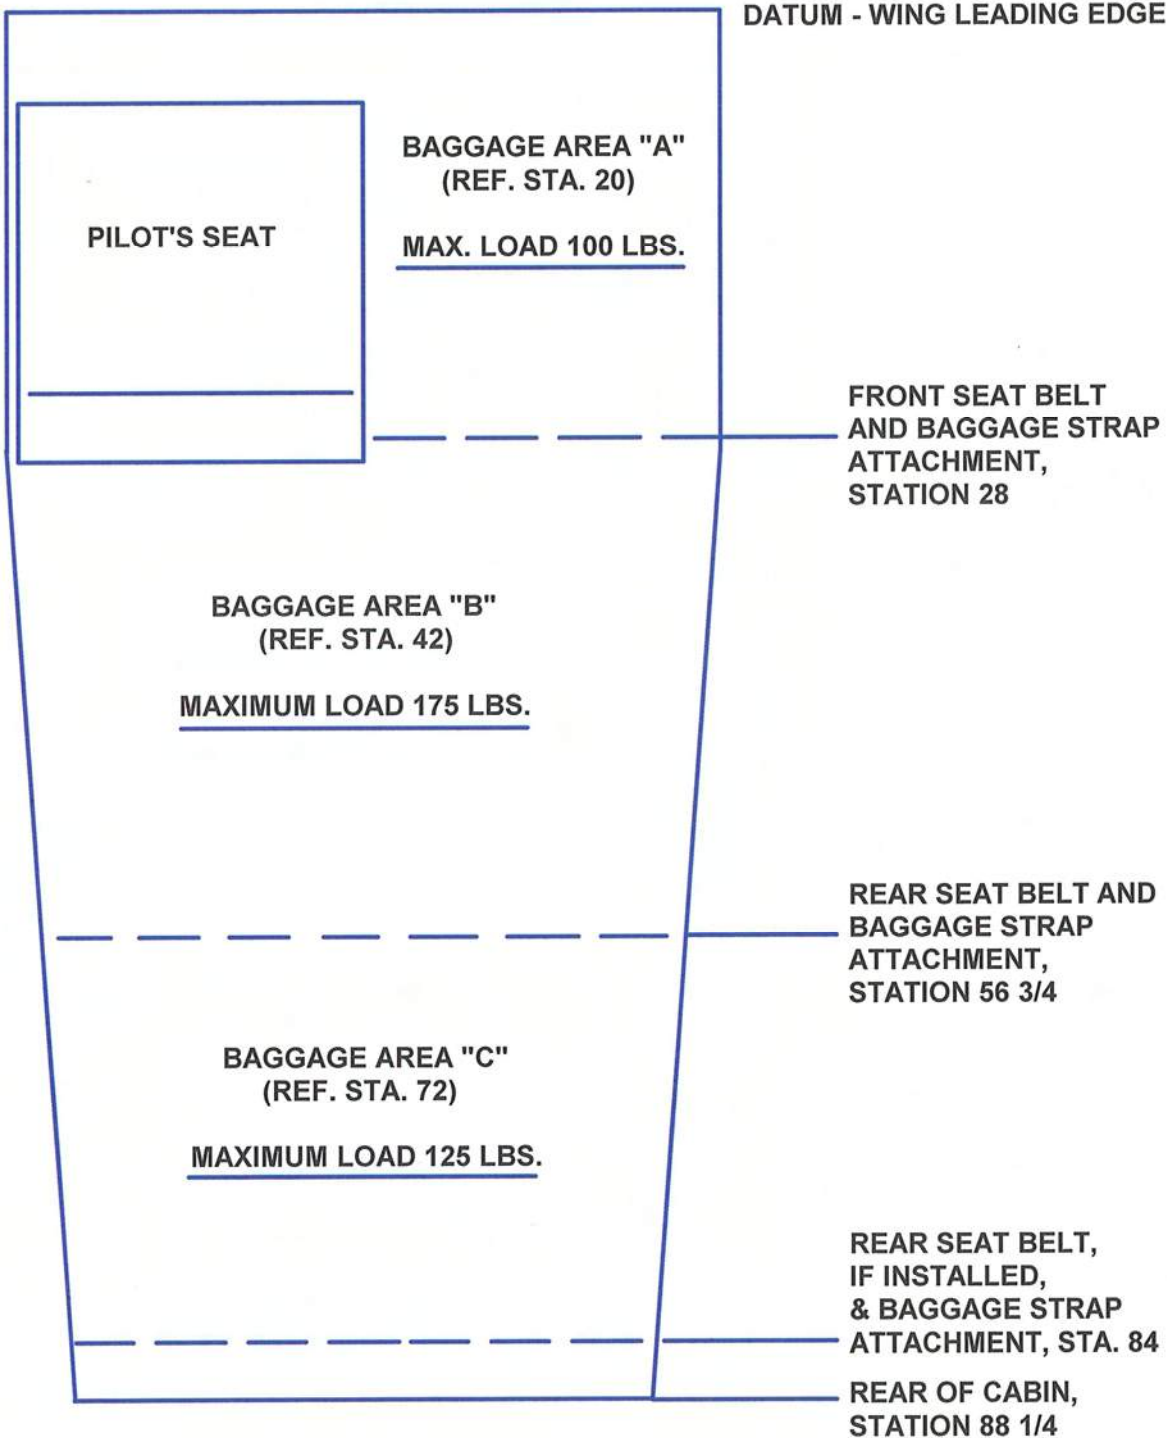 DATUM - WING LEADING EDGE
BAGGAGE AREA "A"
(REF. STA. 20)
PILOT'S SEAT
MAX. LOAD 100 LBS.
FRONT SEAT BELT
AND BAGGAGE STRAP
ATTACHMENT,
STATION 28
BAGGAGE AREA "B"
(REF. STA. 42)
MAXIMUM LOAD 175 LBS.
REAR SEAT BELT AND
BAGGAGE STRAP
ATTACHMENT,
STATION 56 3/4
BAGGAGE AREA "C"
(REF. STA. 72)
MAXIMUM LOAD 125 LBS.
REAR SEAT BELT,
IF INSTALLED,
& BAGGAGE STRAP
ATTACHMENT, STA. 84
REAR OF CABIN,
STATION 88 1/4